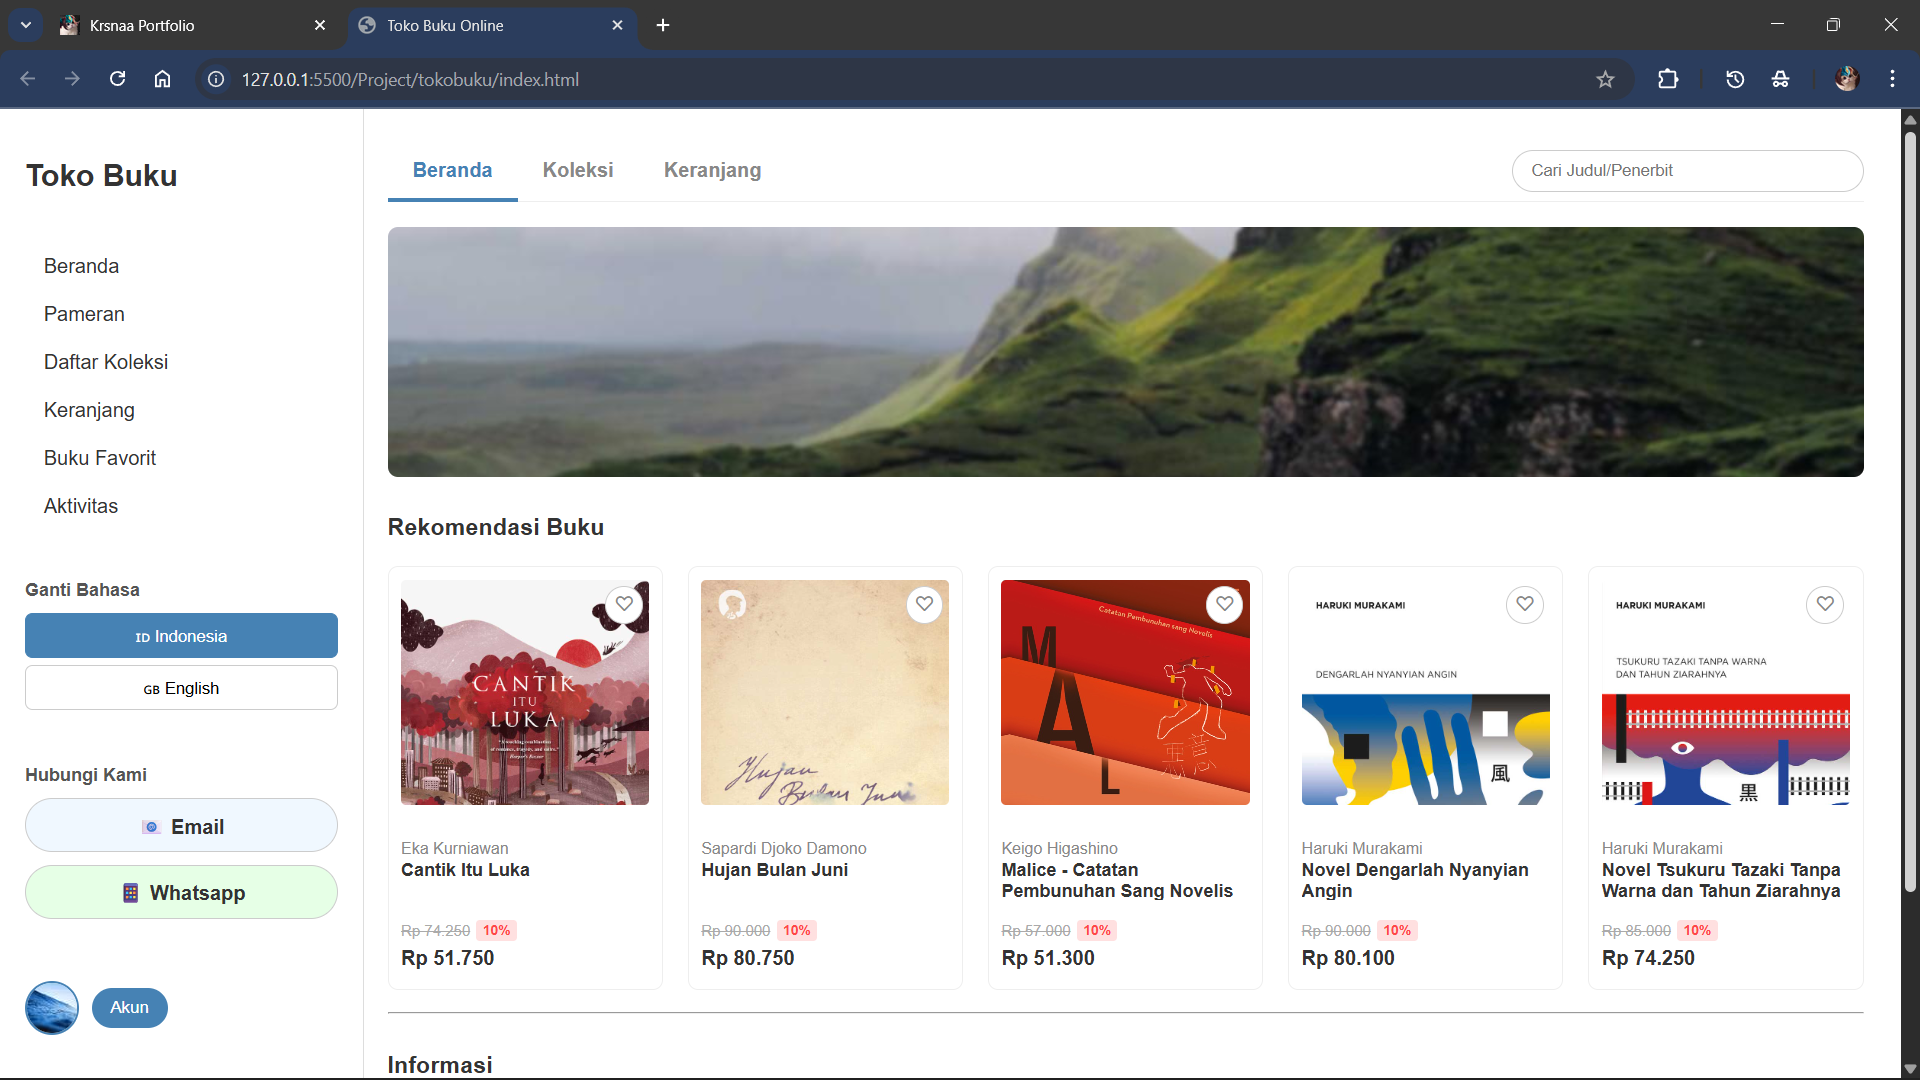 Krsnaa Portfolio
Toko Buku Online
127.0.0.1:5500/Project/tokobuku/index.html
Toko Buku
Beranda
Pameran
Daftar Koleksi
Keranjang
Buku Favorit
Aktivitas
Ganti Bahasa
ID Indonesia
GB English
Hubungi Kami
Email
Whatsapp
Akun
Beranda
Koleksi
Keranjang
Cari Judul/Penerbit
Rekomendasi Buku
CANTIK
ITU
LUKA
Eka Kurniawan
Cantik Itu Luka
Rp 74.250 10%
Rp 51.750
Hujan
Bulan Juni
Sapardi Djoko Damono
Hujan Bulan Juni
Rp 90.000 10%
Rp 80.750
Catatan Pembunuhan sang Novelis
M
A
L
悪意
Keigo Higashino
Malice - Catatan
Pembunuhan Sang Novelis
Rp 57.000 10%
Rp 51.300
HARUKI MURAKAMI
DENGARLAH NYANYIAN ANGIN
風
Haruki Murakami
Novel Dengarlah Nyanyian
Angin
Rp 90.000 10%
Rp 80.100
HARUKI MURAKAMI
TSUKURU TAZAKI TANPA WARNA
DAN TAHUN ZIARAHNYA
黒
Haruki Murakami
Novel Tsukuru Tazaki Tanpa
Warna dan Tahun Ziarahnya
Rp 85.000 10%
Rp 74.250
Informasi